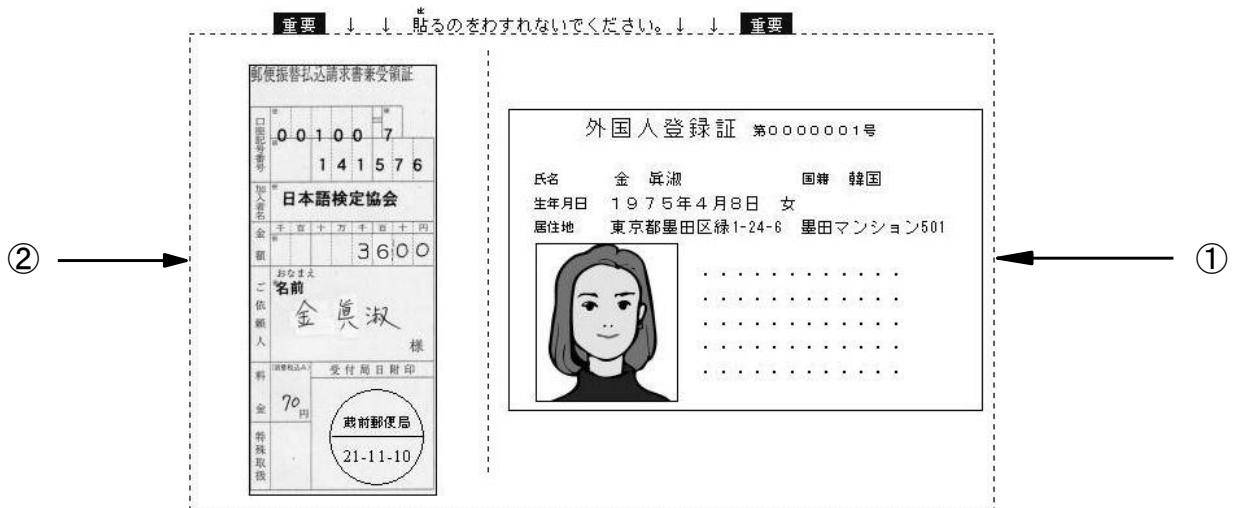 重要 ↓ ↓ 貼るのをわすれないでください。↓ ↓ 重要
②
郵便振替払込請求書兼受領証
口座記号番号
00100 7
141576
加入者名
日本語検定協会
金額
千 百 十 万 千 百 十 円
3600
ご依頼人
おなまえ
名前
金 眞淑
様
料金
(消費税込み)
70円
受付局日附印
蔵前郵便局
21-11-10
特殊取扱
外国人登録証 第0000001号
氏名 金 眞淑 国籍 韓国
生年月日 1975年4月8日 女
居住地 東京都墨田区緑1-24-6 墨田マンション501
①